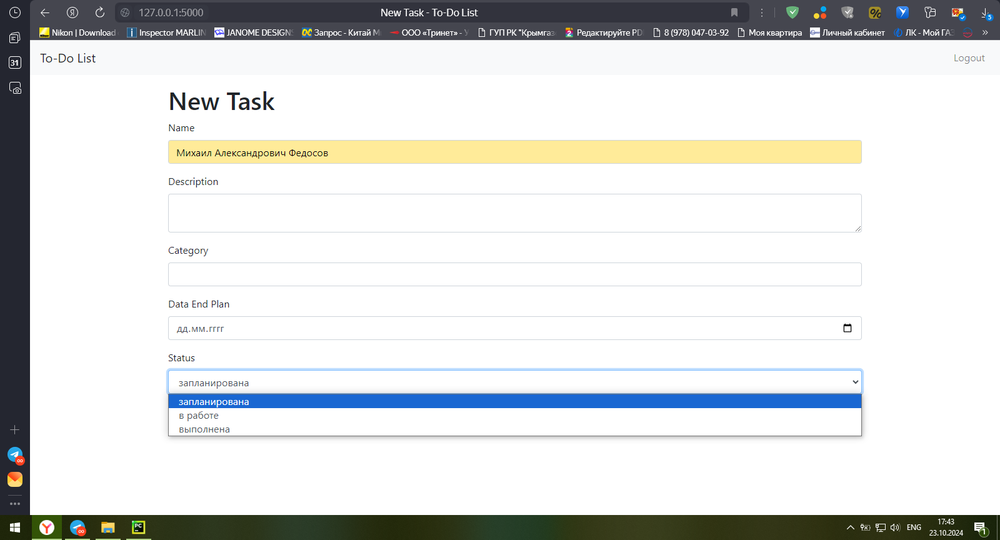 127.0.0.1:5000
New Task - To-Do List
Nikon | Download
Inspector MARLIN
JANOME DESIGNS
Запрос - Китай М
ООО «Тринет» - У
ГУП РК "Крымгаз
Редактируйте PD
8 (978) 047-03-92
Моя квартира
Личный кабинет
ЛК - Мой ГАЗ
»
31
5
To-Do List
Logout
New Task
Name
Михаил Александрович Федосов
Description
Category
Data End Plan
дд.мм.гггг
Status
запланирована
запланирована
в работе
выполнена
PC
ENG
17:43
23.10.2024
1